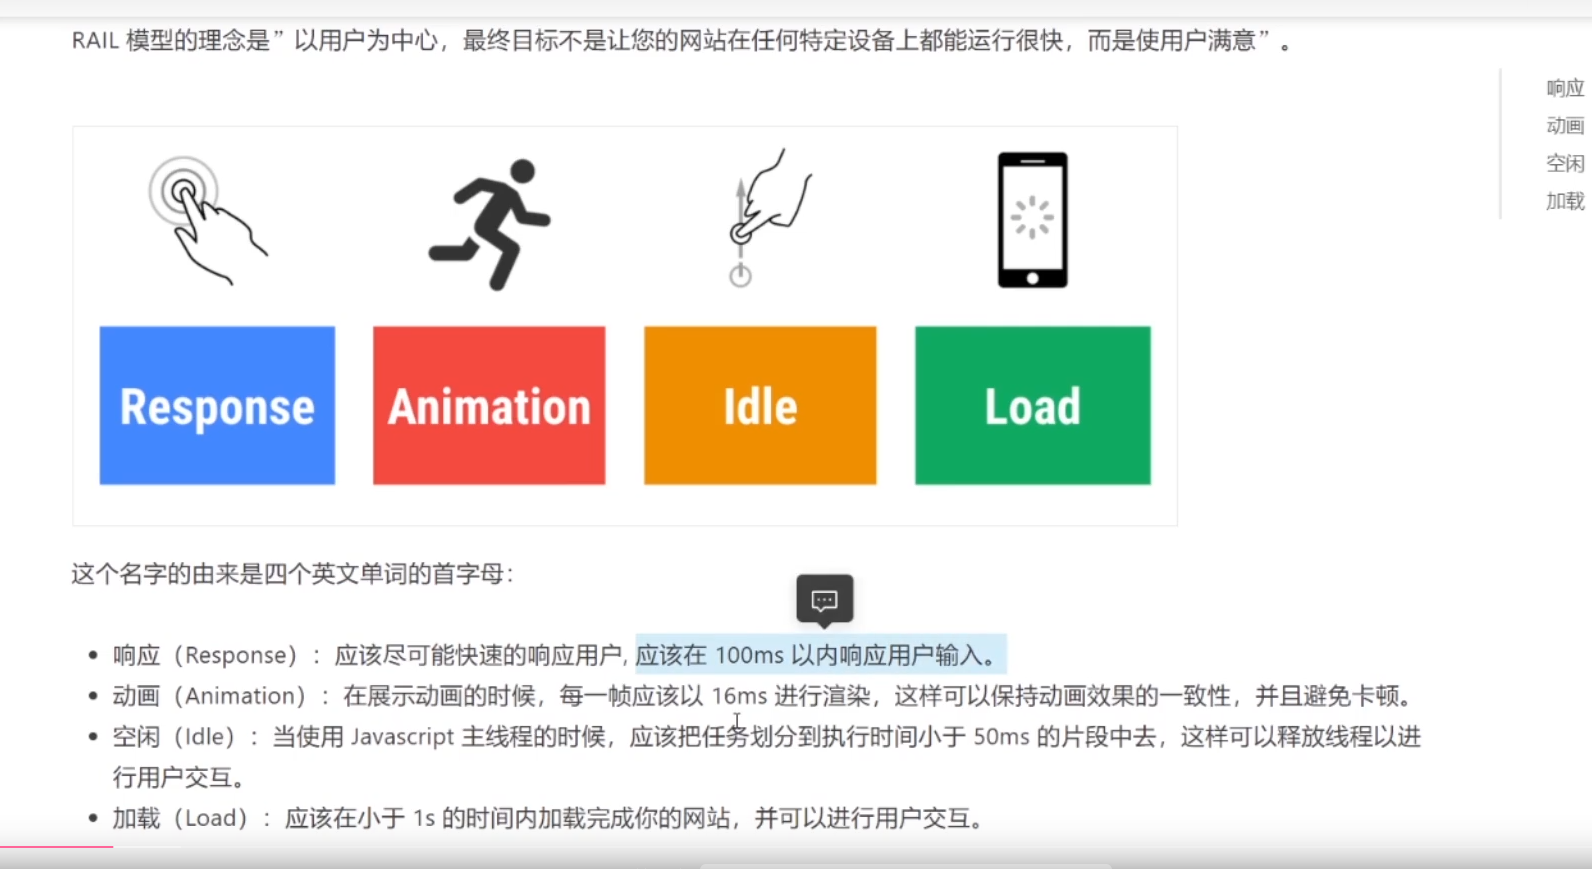 RAIL 模型的理念是”以用户为中心，最终目标不是让您的网站在任何特定设备上都能运行很快，而是使用户满意”。
响应
动画
空闲
加载
Response
Animation
Idle
Load
这个名字的由来是四个英文单词的首字母：
响应（Response）：应该尽可能快速的响应用户, 应该在 100ms 以内响应用户输入。
动画（Animation）：在展示动画的时候，每一帧应该以 16ms 进行渲染，这样可以保持动画效果的一致性，并且避免卡顿。
空闲（Idle）：当使用 Javascript 主线程的时候，应该把任务划分到执行时间小于 50ms 的片段中去，这样可以释放线程以进
行用户交互。
加载（Load）：应该在小于 1s 的时间内加载完成你的网站，并可以进行用户交互。